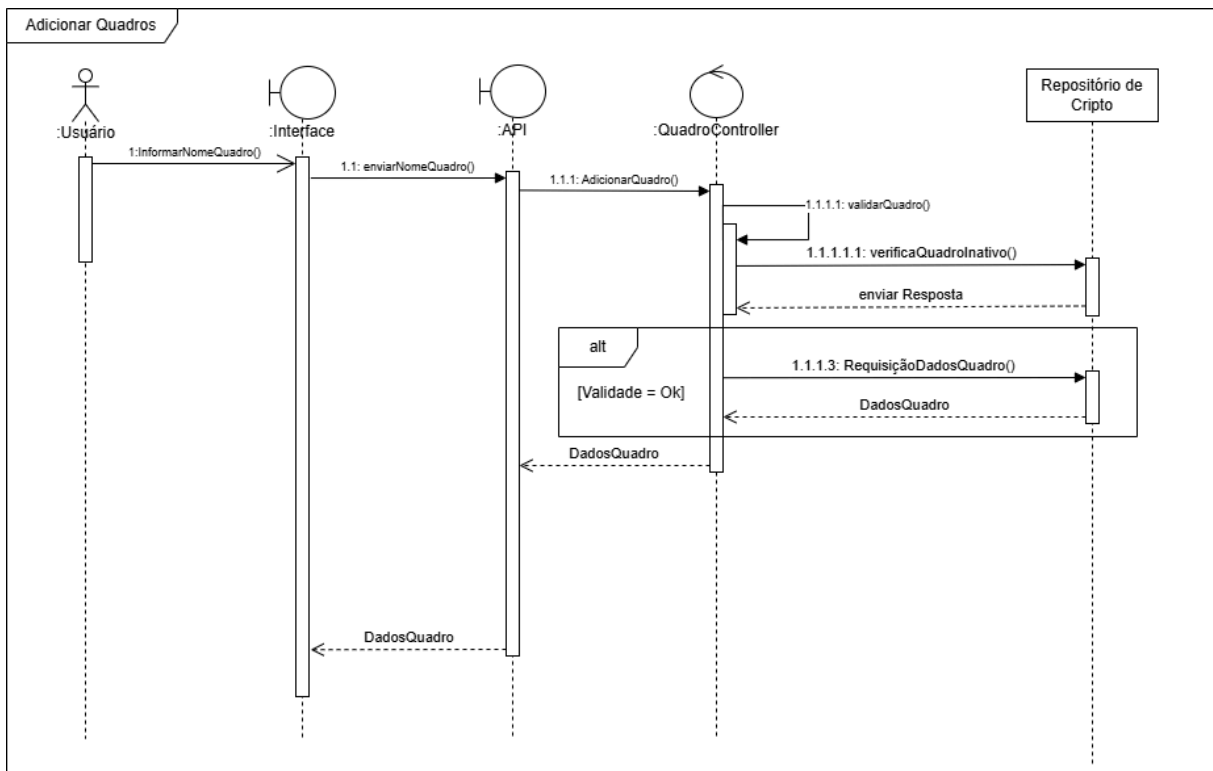 Adicionar Quadros
:Usuário
:Interface
:API
:QuadroController
Repositório de
Cripto
1:InformarNomeQuadro()
1.1: enviarNomeQuadro()
1.1.1: AdicionarQuadro()
1.1.1.1: validarQuadro()
1.1.1.1.1: verificaQuadroInativo()
enviar Resposta
alt
[Validade = Ok]
1.1.1.3: RequisiçãoDadosQuadro()
DadosQuadro
DadosQuadro
DadosQuadro